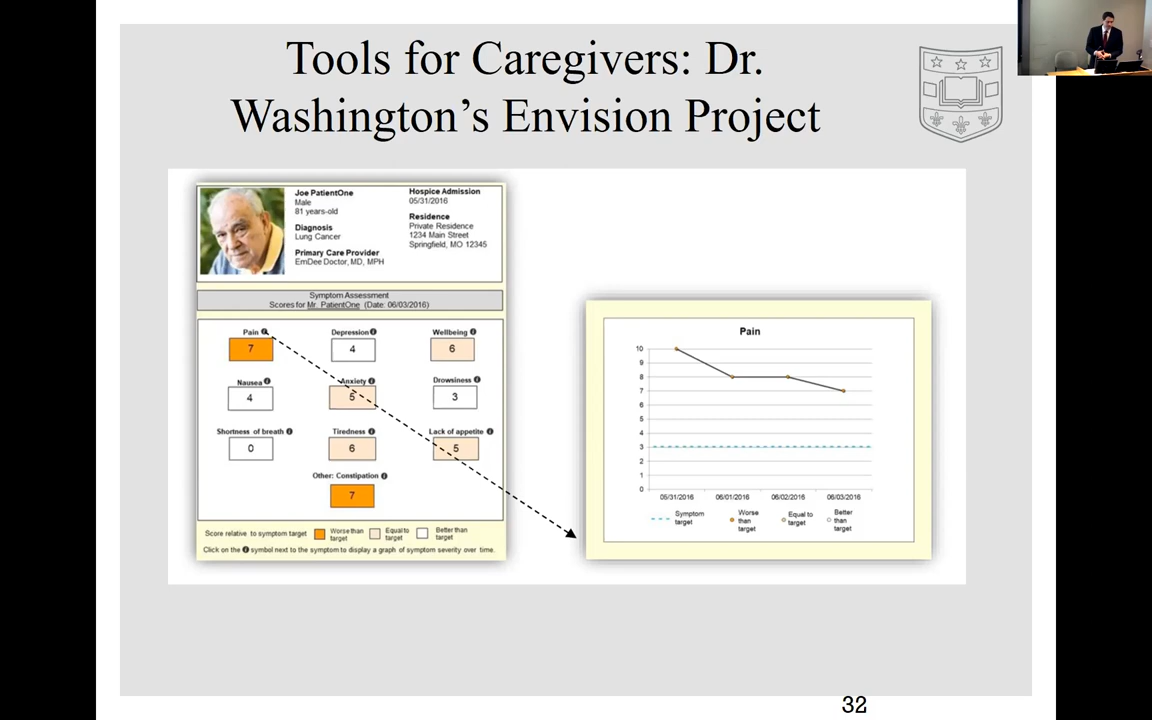 Tools for Caregivers: Dr.
Washington's Envision Project
Joe PatientOne
Male
81 years-old
Diagnosis
Lung Cancer
Primary Care Provider
EmDee Doctor, MD, MPH
Hospice Admission
05/31/2016
Residence
Private Residence
1234 Main Street
Springfield, MO 12345
Symptom Assessment
Scores for Mr. PatientOne (Date: 06/03/2016)
Pain
7
Depression
4
Wellbeing
6
Nausea
4
Anxiety
5
Drowsiness
3
Shortness of breath
0
Tiredness
6
Lack of appetite
5
Other: Constipation
7
Score relative to symptom target
Worse than
target
Equal to
target
Better than
target
Click on the i symbol next to the symptom to display a graph of symptom severity over time.
Pain
10
9
8
7
6
5
4
3
2
1
0
05/31/2016 06/01/2016 06/02/2016 06/03/2016
Symptom
target
Worse
than
target
Equal to
target
Better
than
target
32